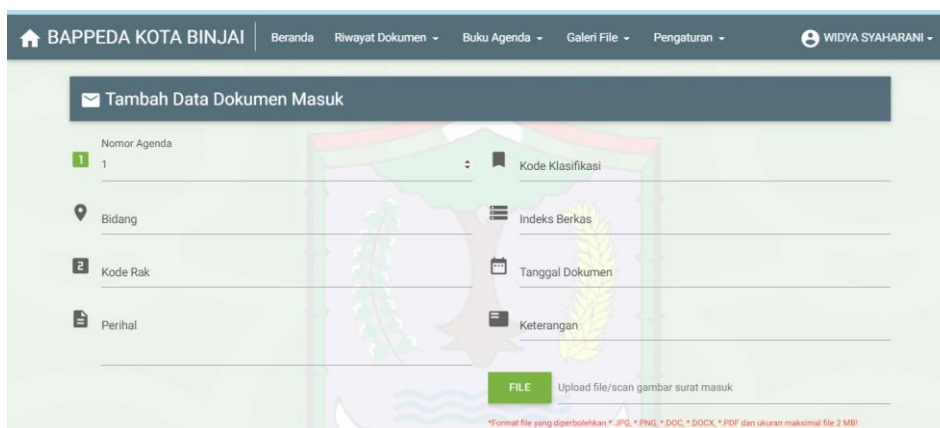 BAPPEDA KOTA BINJAI Beranda Riwayat Dokumen Buku Agenda Galeri File Pengaturan WIDYA SYAHARANI
Tambah Data Dokumen Masuk
Nomor Agenda
1 1
Kode Klasifikasi
Bidang
Indeks Berkas
2 Kode Rak
Tanggal Dokumen
Perihal
Keterangan
FILE Upload file/scan gambar surat masuk
*Format file yang diperbolehkan *.JPG, *.PNG, *.DOC, *.DOCX, *.PDF dan ukuran maksimal file 2 MB!